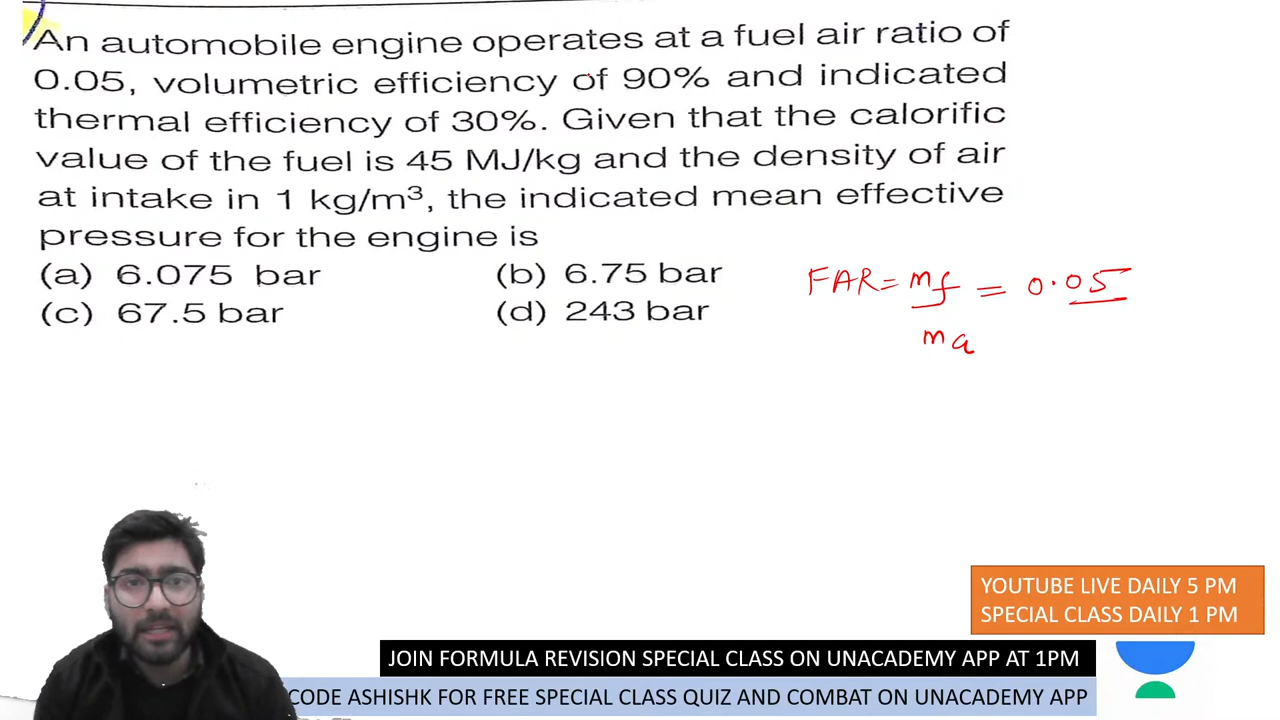 An automobile engine operates at a fuel air ratio of
0.05, volumetric efficiency of 90% and indicated
thermal efficiency of 30%. Given that the calorific
value of the fuel is 45 MJ/kg and the density of air
at intake in 1 kg/m³, the indicated mean effective
pressure for the engine is
(a) 6.075 bar (b) 6.75 bar
(c) 67.5 bar (d) 243 bar
FAR = mf = 0.05
ma
YOUTUBE LIVE DAILY 5 PM
SPECIAL CLASS DAILY 1 PM
JOIN FORMULA REVISION SPECIAL CLASS ON UNACADEMY APP AT 1PM
CODE ASHISHK FOR FREE SPECIAL CLASS QUIZ AND COMBAT ON UNACADEMY APP